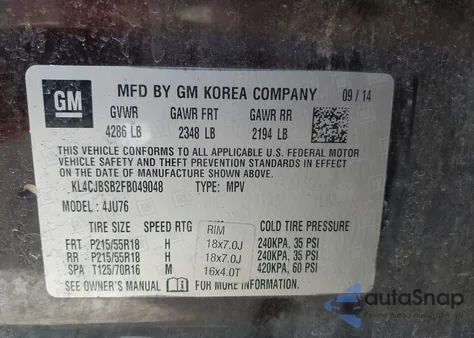 GM MFD BY GM KOREA COMPANY 09 / 14
GVWR GAWR FRT GAWR RR
4286 LB 2348 LB 2194 LB
THIS VEHICLE CONFORMS TO ALL APPLICABLE U.S. FEDERAL MOTOR
VEHICLE SAFETY AND THEFT PREVENTION STANDARDS IN EFFECT ON
THE DATE OF MANUFACTURE SHOWN ABOVE.
KL4CJBSB2FB049048 TYPE: MPV
MODEL : 4JU76
TIRE SIZE SPEED RTG RIM COLD TIRE PRESSURE
FRT P215/55R18 H 18x7.0J 240KPA, 35 PSI
RR P215/55R18 H 18x7.0J 240KPA, 35 PSI
SPA T125/70R16 M 16x4.0T 420KPA, 60 PSI
SEE OWNER'S MANUAL FOR MORE INFORMATION
autaSnap